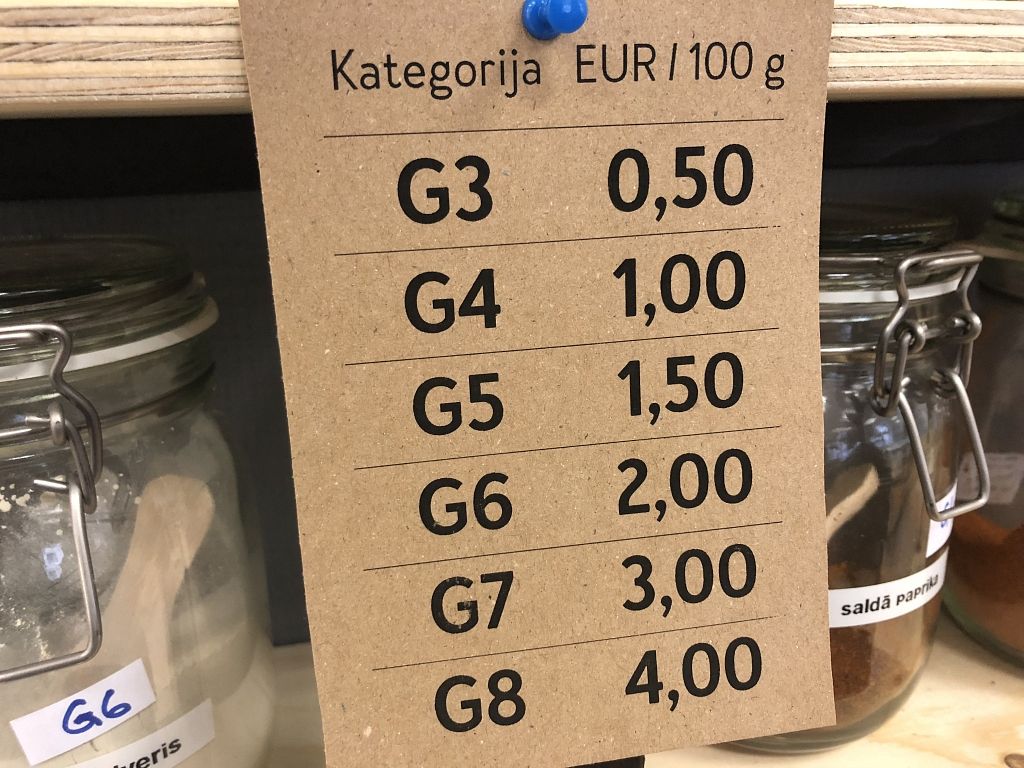 Kategorija EUR / 100 g
G3 0,50
G4 1,00
G5 1,50
G6 2,00
G7 3,00
G8 4,00
G6
saldā paprika